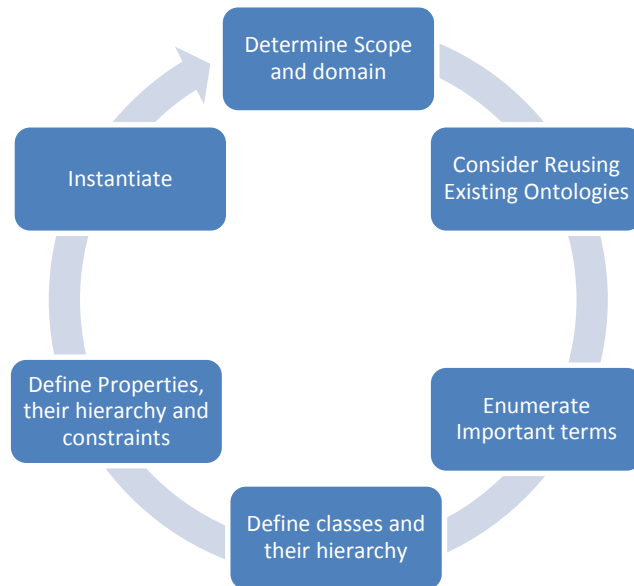 Determine Scope
and domain
Consider Reusing
Existing Ontologies
Enumerate
Important terms
Define classes and
their hierarchy
Define Properties,
their hierarchy and
constraints
Instantiate